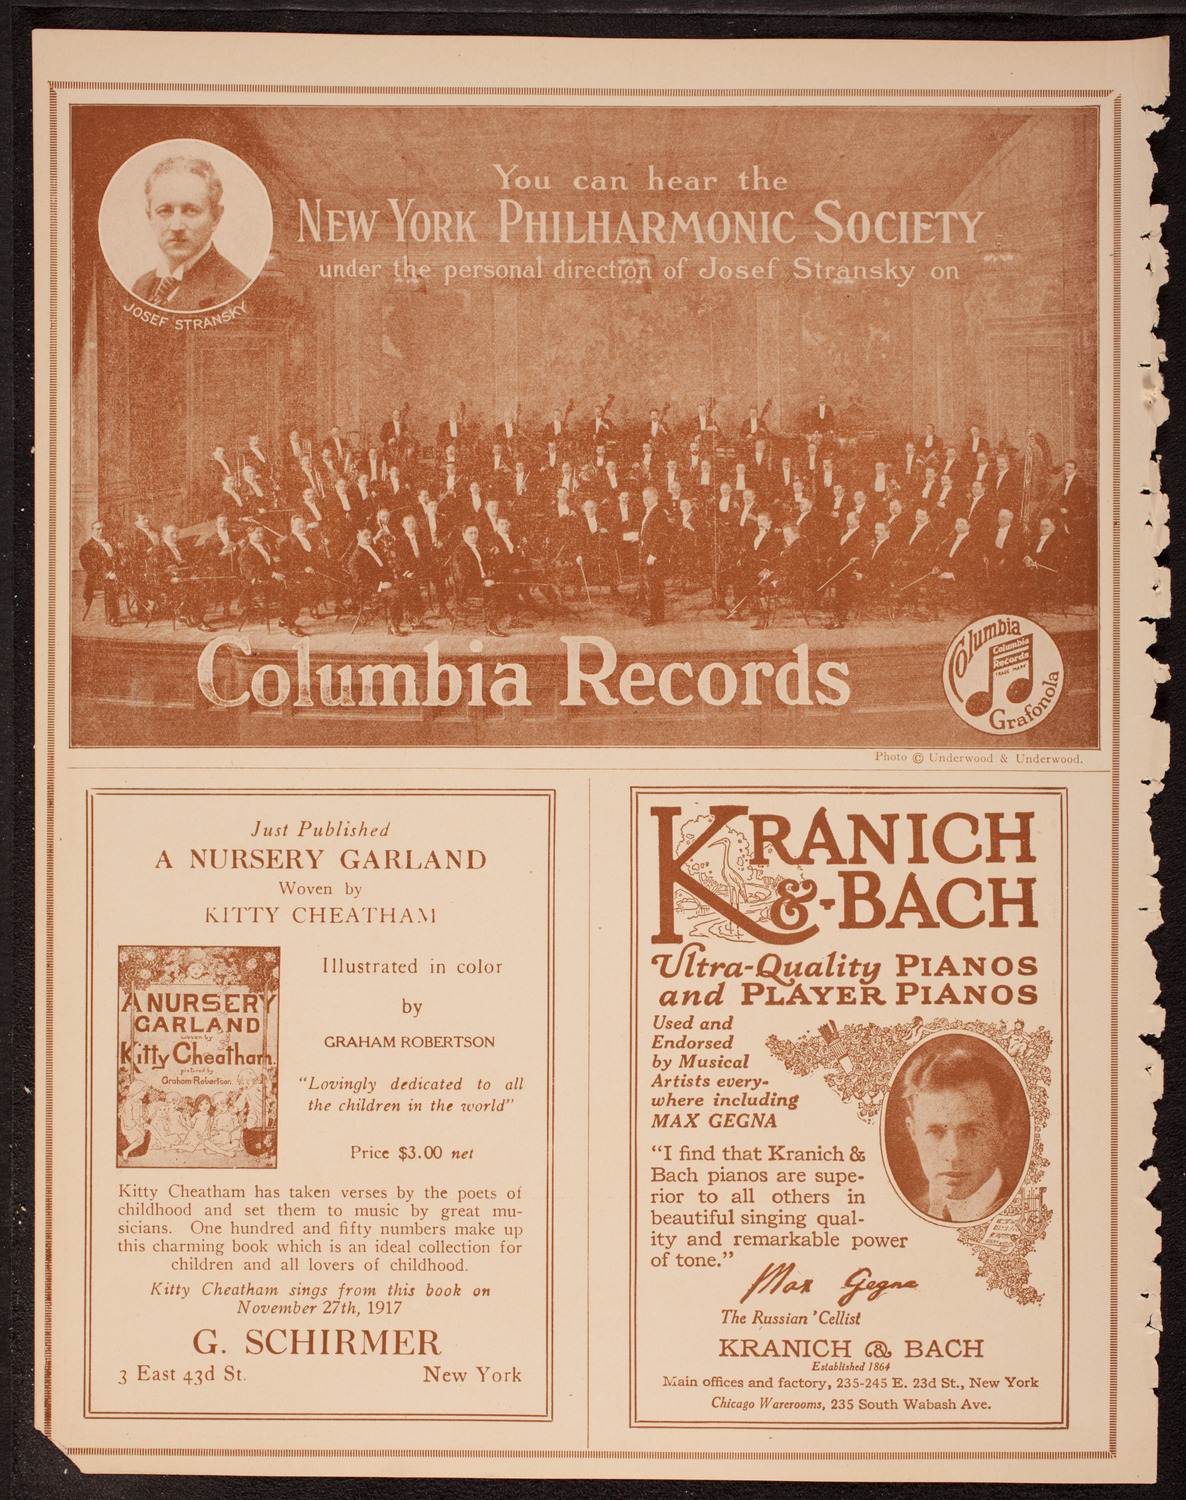 You can hear the
NEW YORK PHILHARMONIC SOCIETY
under the personal direction of Josef Stransky on
JOSEF STRANSKY
Columbia Records
Columbia
Columbia
Records
TRADE MARK
Grafonola
Photo © Underwood & Underwood.
Just Published
A NURSERY GARLAND
Woven by
KITTY CHEATHAM
A NURSERY
GARLAND
woven by
Kitty Cheatham
pictured by
Graham Robertson
Illustrated in color
by
GRAHAM ROBERTSON
"Lovingly dedicated to all
the children in the world"
Price $3.00 net
Kitty Cheatham has taken verses by the poets of
childhood and set them to music by great mu-
sicians. One hundred and fifty numbers make up
this charming book which is an ideal collection for
children and all lovers of childhood.
Kitty Cheatham sings from this book on
November 27th, 1917
G. SCHIRMER
3 East 43d St. New York
KRANICH
&-BACH
Ultra-Quality PIANOS
and PLAYER PIANOS
Used and
Endorsed
by Musical
Artists every-
where including
MAX GEGNA
"I find that Kranich &
Bach pianos are supe-
rior to all others in
beautiful singing qual-
ity and remarkable power
of tone."
Max Gegna
The Russian 'Cellist
KRANICH & BACH
Established 1864
Main offices and factory, 235-245 E. 23d St., New York
Chicago Warerooms, 235 South Wabash Ave.